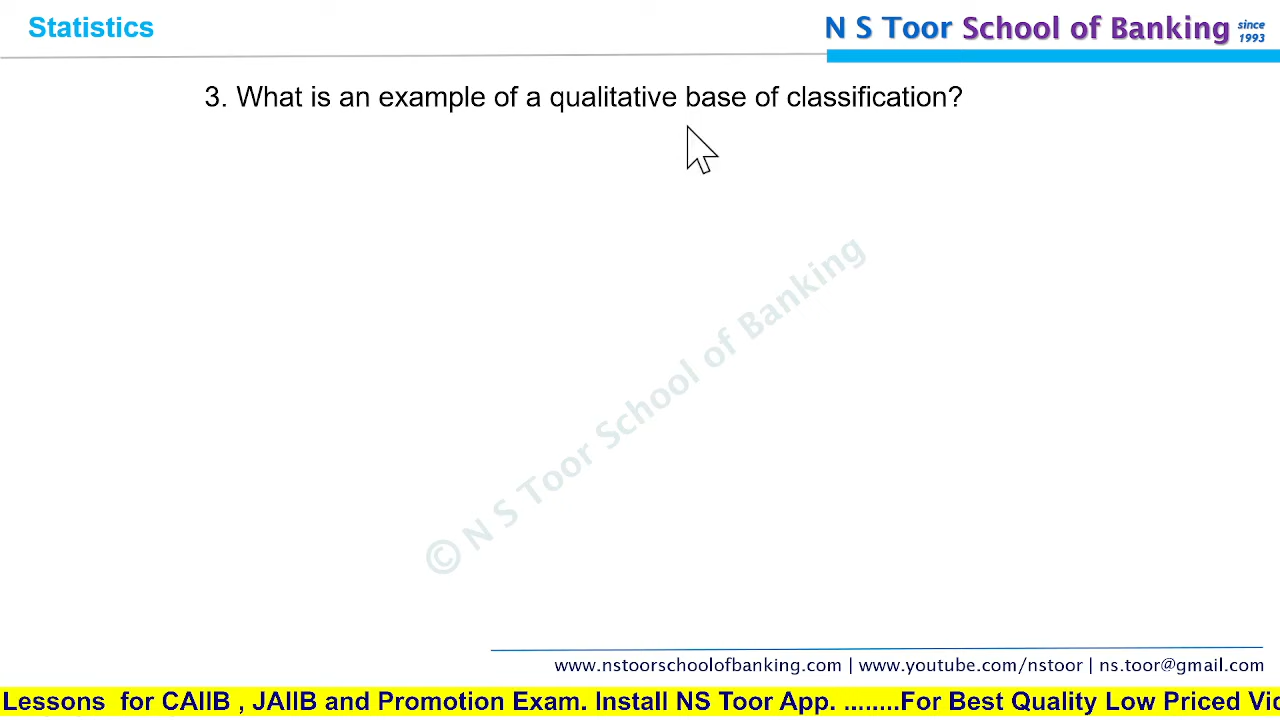 Statistics
N S Toor School of Banking since 1993
3. What is an example of a qualitative base of classification?
© N S Toor School of Banking
www.nstoorschoolofbanking.com | www.youtube.com/nstoor | ns.toor@gmail.com
Lessons for CAIIB , JAIIB and Promotion Exam. Install NS Toor App. ........For Best Quality Low Priced